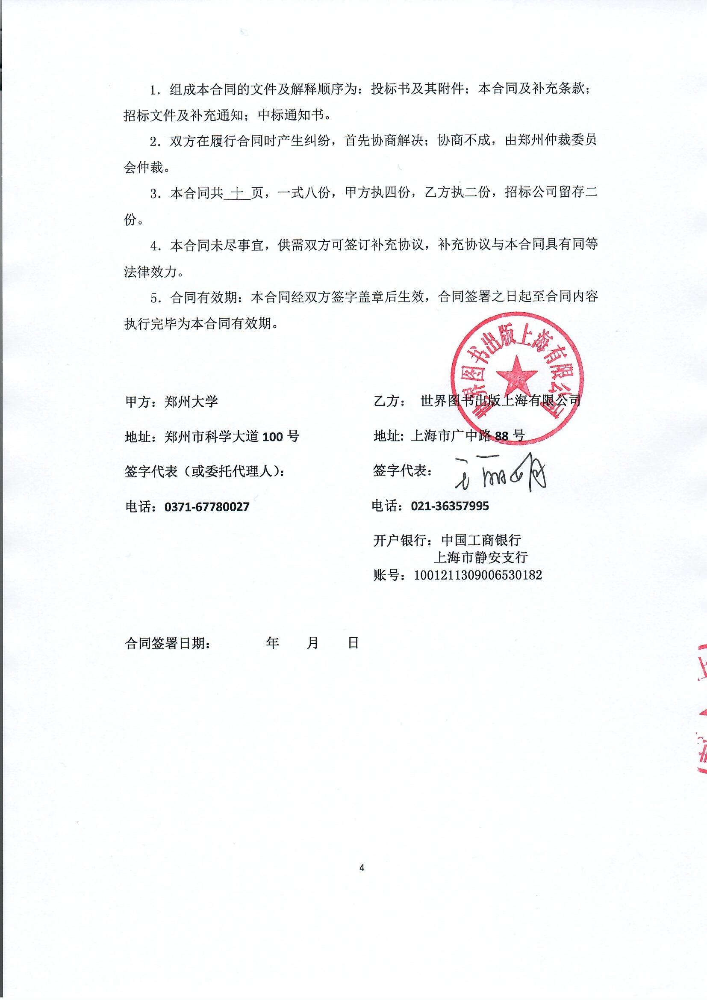 1. 组成本合同的文件及解释顺序为：投标书及其附件；本合同及补充条款；
招标文件及补充通知；中标通知书。
2. 双方在履行合同时产生纠纷，首先协商解决；协商不成，由郑州仲裁委员
会仲裁。
3. 本合同共 十 页，一式八份，甲方执四份，乙方执二份，招标公司留存二
份。
4. 本合同未尽事宜，供需双方可签订补充协议，补充协议与本合同具有同等
法律效力。
5. 合同有效期：本合同经双方签字盖章后生效，合同签署之日起至合同内容
执行完毕为本合同有效期。
世界图书出版上海有限公司
甲方：郑州大学
乙方： 世界图书出版上海有限公司
地址：郑州市科学大道 100 号
地址: 上海市广中路 88 号
签字代表（或委托代理人）：
签字代表：
电话：0371-67780027
电话：021-36357995
开户银行：中国工商银行
上海市静安支行
账号：1001211309006530182
合同签署日期： 年 月 日
4